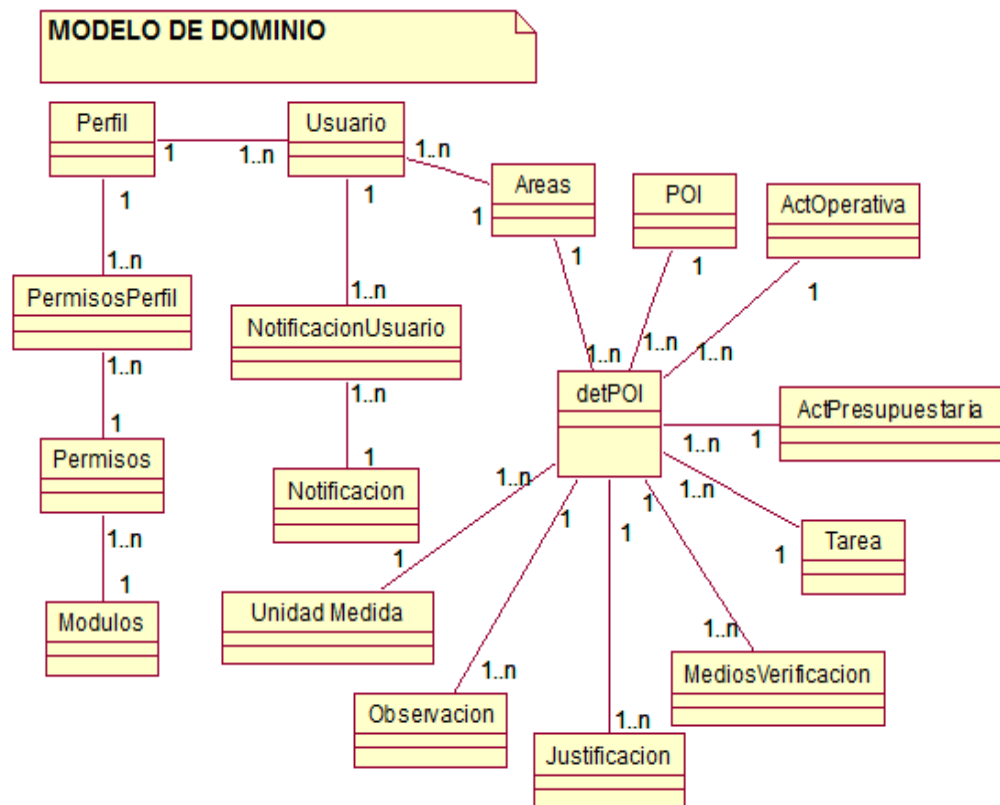 MODELO DE DOMINIO
Perfil
1
1..n
Usuario
1..n
1
Areas
POI
ActOperativa
1
1
1
1
1
1..n
PermisosPerfil
1..n
NotificacionUsuario
1..n
1..n
1..n
detPOI
ActPresupuestaria
1..n
1
1..n
1
Permisos
1..n
1
Notificacion
1..n
1..n
1
Tarea
1
1
1
1..n
1
Modulos
1
Unidad Medida
1..n
MediosVerificacion
1..n
Observacion
1..n
Justificacion